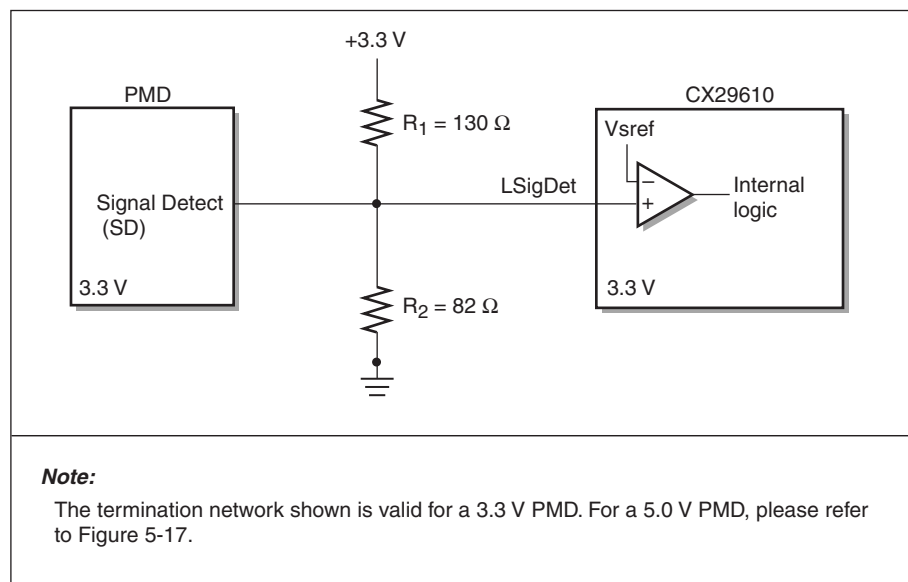 +3.3 V
PMD
CX29610
R1 = 130 Ω
Vsref
LSigDet
−
+
Internal
logic
Signal Detect
(SD)
3.3 V
R2 = 82 Ω
3.3 V
Note:
The termination network shown is valid for a 3.3 V PMD. For a 5.0 V PMD, please refer
to Figure 5-17.